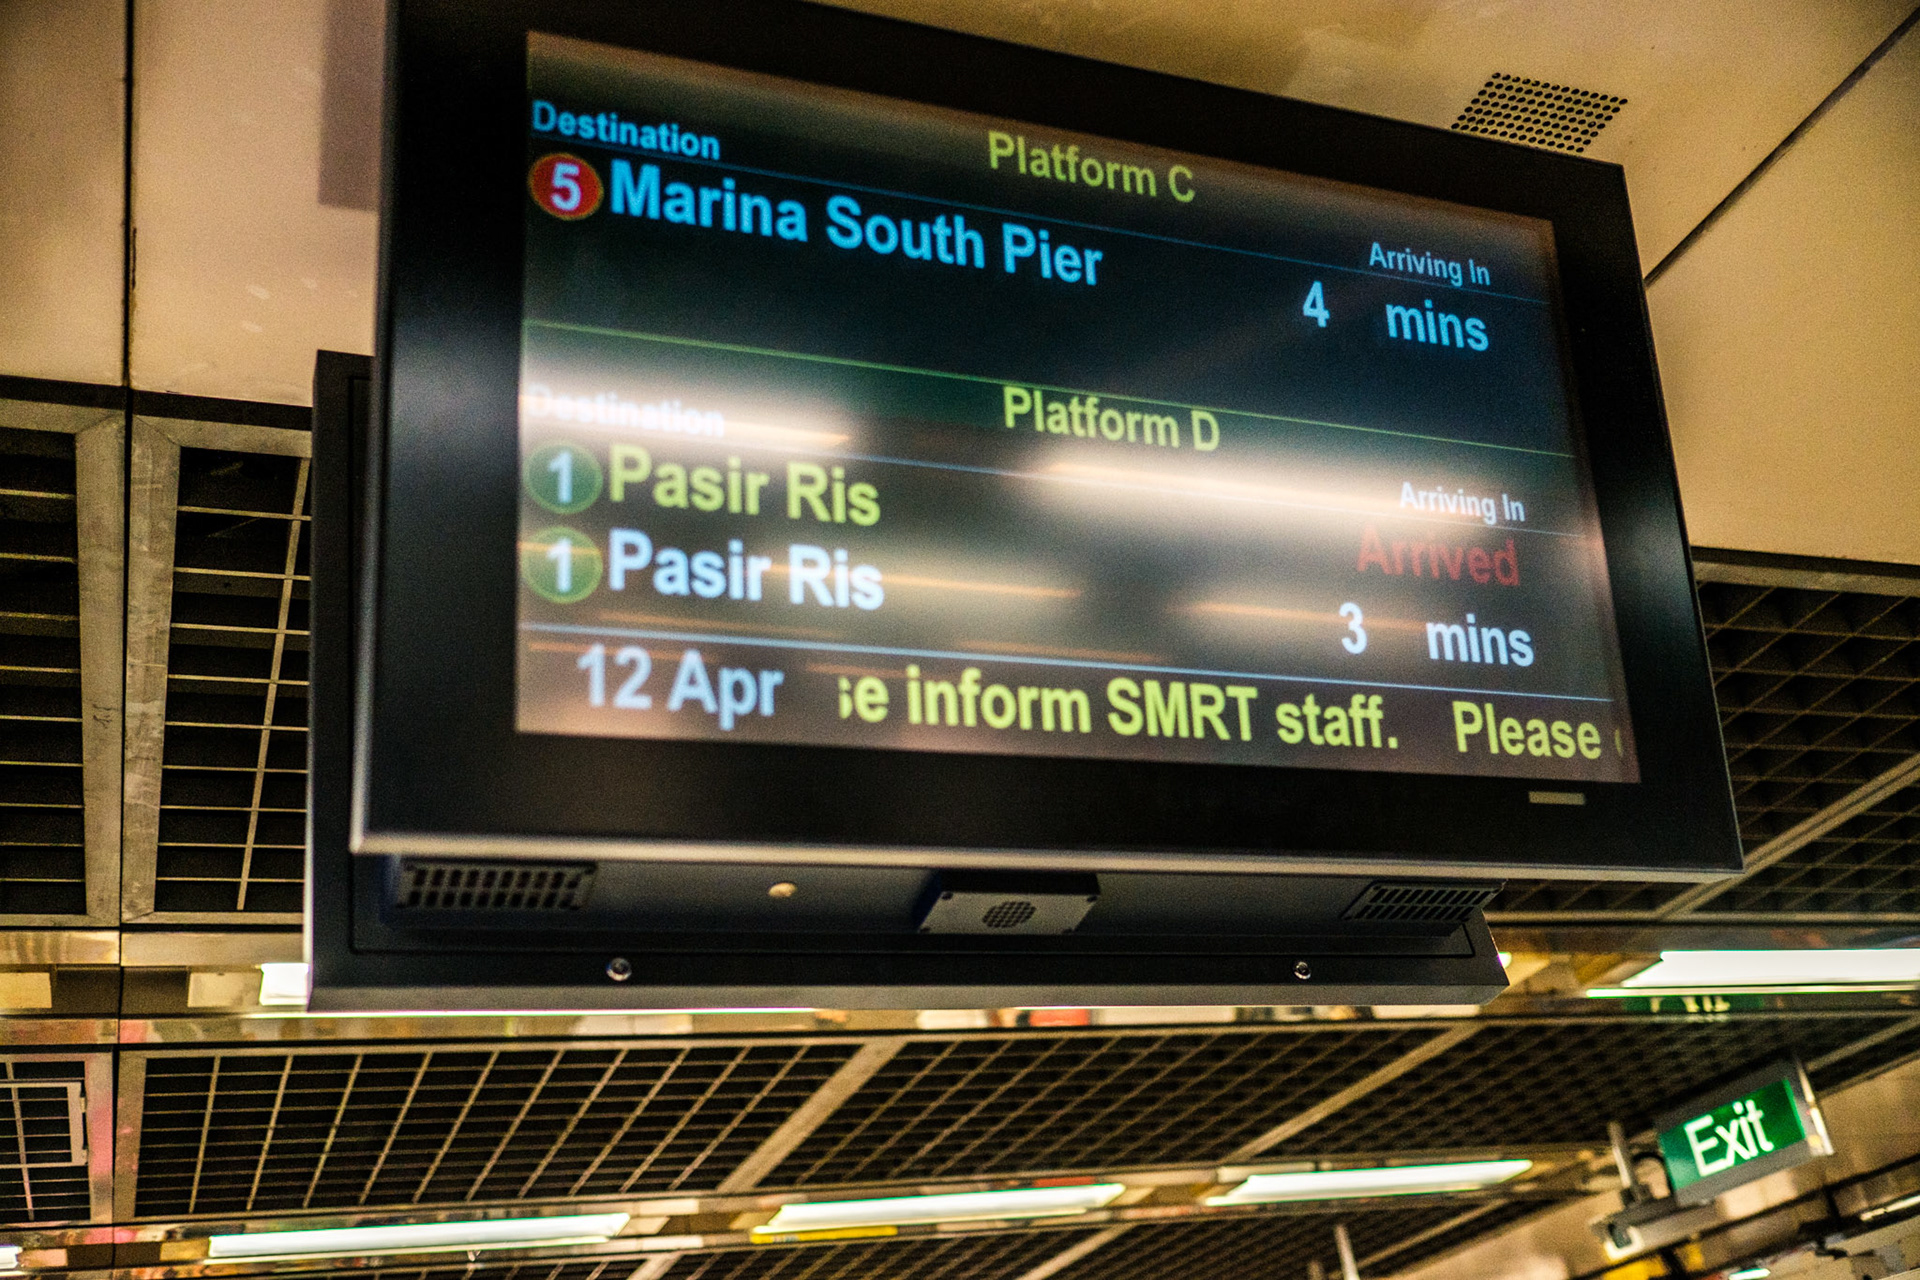 Destination
Platform C
5 Marina South Pier
Arriving In
4 mins
Destination
Platform D
Arriving In
1 Pasir Ris
Arrived
1 Pasir Ris
3 mins
12 Apr
inform SMRT staff. Please
Exit